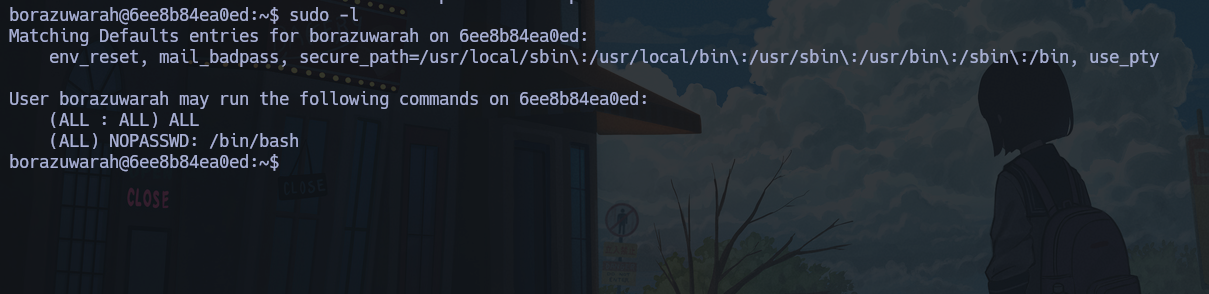 borazuwarah@6ee8b84ea0ed:~$ sudo -l
Matching Defaults entries for borazuwarah on 6ee8b84ea0ed:
    env_reset, mail_badpass, secure_path=/usr/local/sbin\:/usr/local/bin\:/usr/sbin\:/usr/bin\:/sbin\:/bin, use_pty

User borazuwarah may run the following commands on 6ee8b84ea0ed:
    (ALL : ALL) ALL
    (ALL) NOPASSWD: /bin/bash
borazuwarah@6ee8b84ea0ed:~$
CLOSE
CLOSE